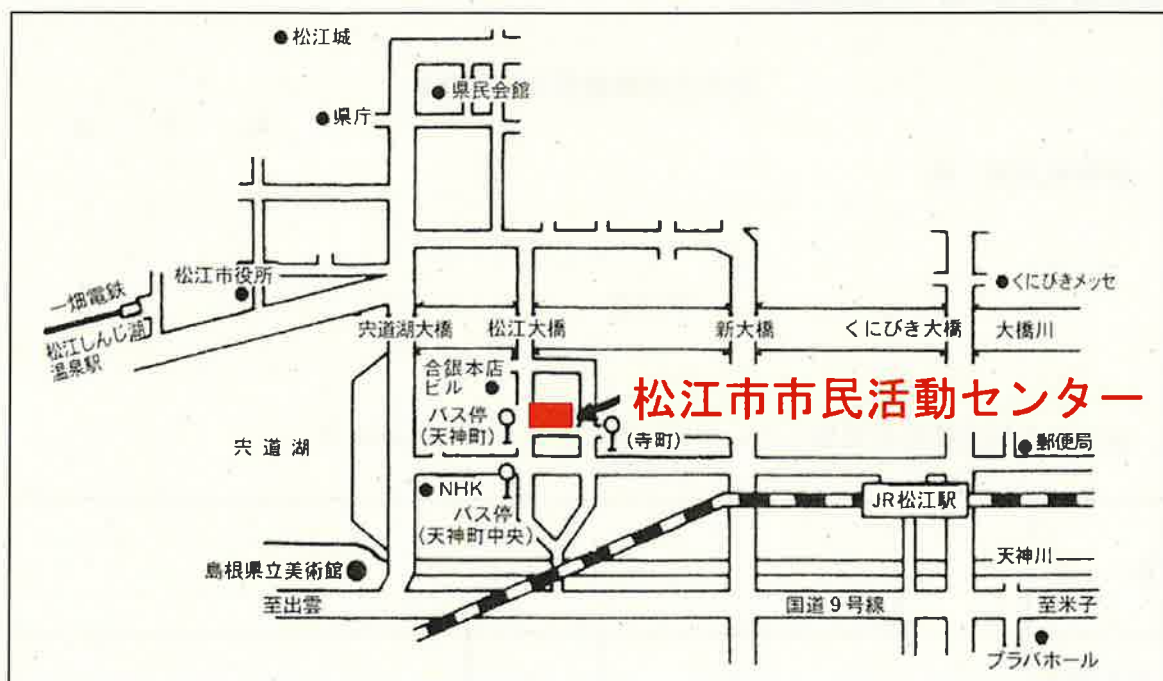 松江城
県民会館
県庁
松江市役所
一畑電鉄
松江しんじ湖
温泉駅
くにびきメッセ
宍道湖大橋
松江大橋
新大橋
くにびき大橋
大橋川
合銀本店
ビル
松江市市民活動センター
バス停
(天神町)
(寺町)
宍道湖
郵便局
NHK
JR松江駅
バス停
(天神町中央)
天神川
島根県立美術館
至出雲
国道9号線
至米子
プラバホール